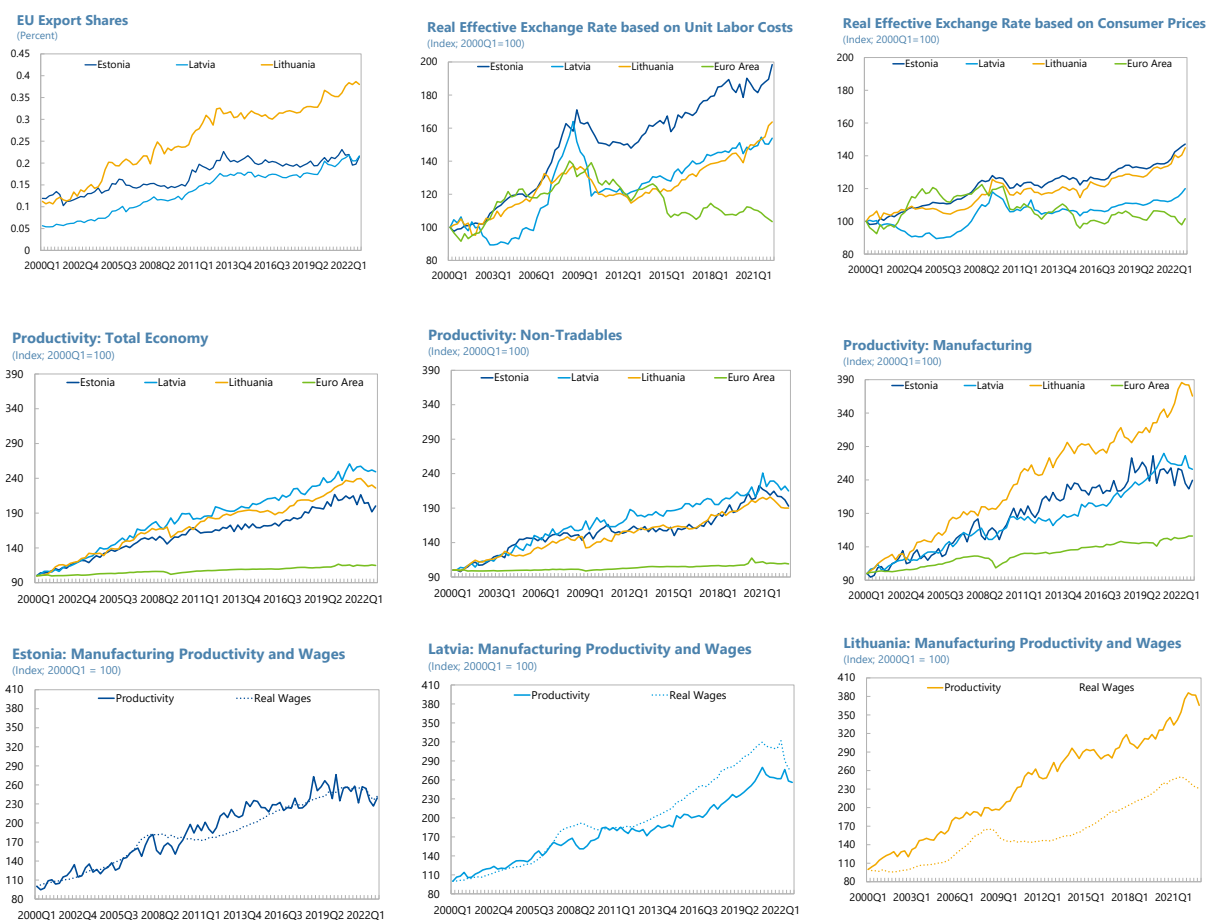 EU Export Shares
(Percent)
0.45
Estonia Latvia Lithuania
0.4
0.35
0.3
0.25
0.2
0.15
0.1
0.05
0
2000Q1 2002Q4 2005Q3 2008Q2 2011Q1 2013Q4 2016Q3 2019Q2 2022Q1
Real Effective Exchange Rate based on Unit Labor Costs
(Index; 2000Q1=100)
200
Estonia Latvia Lithuania Euro Area
180
160
140
120
100
80
2000Q1 2003Q1 2006Q1 2009Q1 2012Q1 2015Q1 2018Q1 2021Q1
Real Effective Exchange Rate based on Consumer Prices
(Index; 2000Q1=100)
200
Estonia Latvia Lithuania Euro Area
180
160
140
120
100
80
2000Q1 2002Q4 2005Q3 2008Q2 2011Q1 2013Q4 2016Q3 2019Q2 2022Q1
Productivity: Total Economy
(Index; 2000Q1=100)
390
Estonia Latvia Lithuania Euro Area
340
290
240
190
140
90
2000Q1 2002Q4 2005Q3 2008Q2 2011Q1 2013Q4 2016Q3 2019Q2 2022Q1
Productivity: Non-Tradables
(Index; 2000Q1=100)
390
Estonia Latvia Lithuania Euro Area
340
290
240
190
140
90
2000Q1 2003Q1 2006Q1 2009Q1 2012Q1 2015Q1 2018Q1 2021Q1
Productivity: Manufacturing
(Index; 2000Q1=100)
390
Estonia Latvia Lithuania Euro Area
340
290
240
190
140
90
2000Q1 2002Q4 2005Q3 2008Q2 2011Q1 2013Q4 2016Q3 2019Q2 2022Q1
Estonia: Manufacturing Productivity and Wages
(Index; 2000Q1 = 100)
410
Productivity Real Wages
380
350
320
290
260
230
200
170
140
110
80
2000Q1 2002Q4 2005Q3 2008Q2 2011Q1 2013Q4 2016Q3 2019Q2 2022Q1
Latvia: Manufacturing Productivity and Wages
(Index; 2000Q1 = 100)
410
Productivity Real Wages
380
350
320
290
260
230
200
170
140
110
80
2000Q1 2002Q4 2005Q3 2008Q2 2011Q1 2013Q4 2016Q3 2019Q2 2022Q1
Lithuania: Manufacturing Productivity and Wages
(Index; 2000Q1 = 100)
410
Productivity Real Wages
380
350
320
290
260
230
200
170
140
110
80
2000Q1 2003Q1 2006Q1 2009Q1 2012Q1 2015Q1 2018Q1 2021Q1